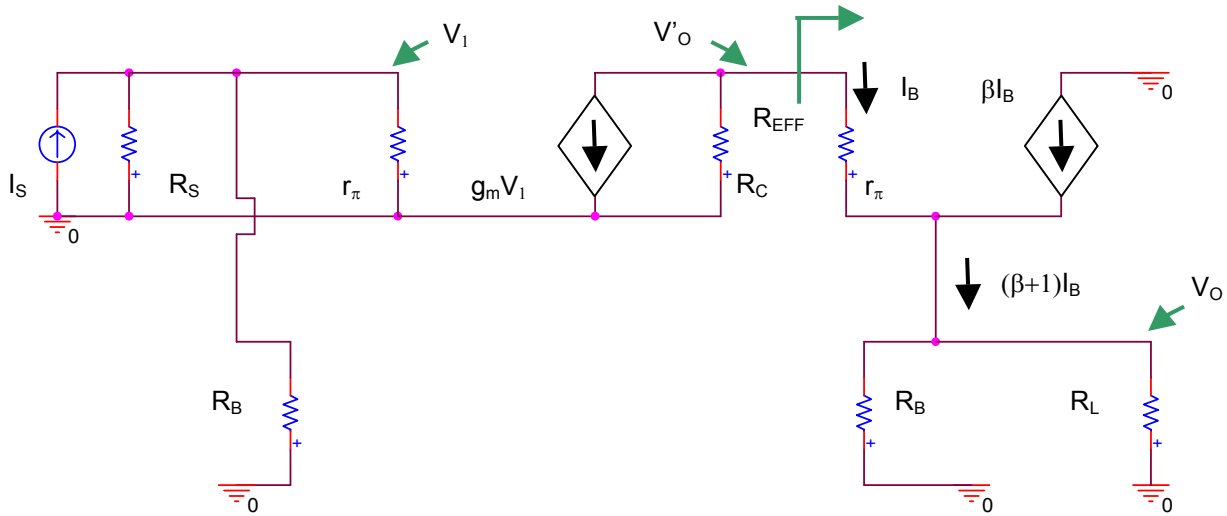 V₁
V'O
IB
βIB
0
REFF
IS
RS
rπ
gmV₁
RC
rπ
+
+
+
+
0
(β+1)IB
VO
RB
RB
RL
+
+
+
0
0
0